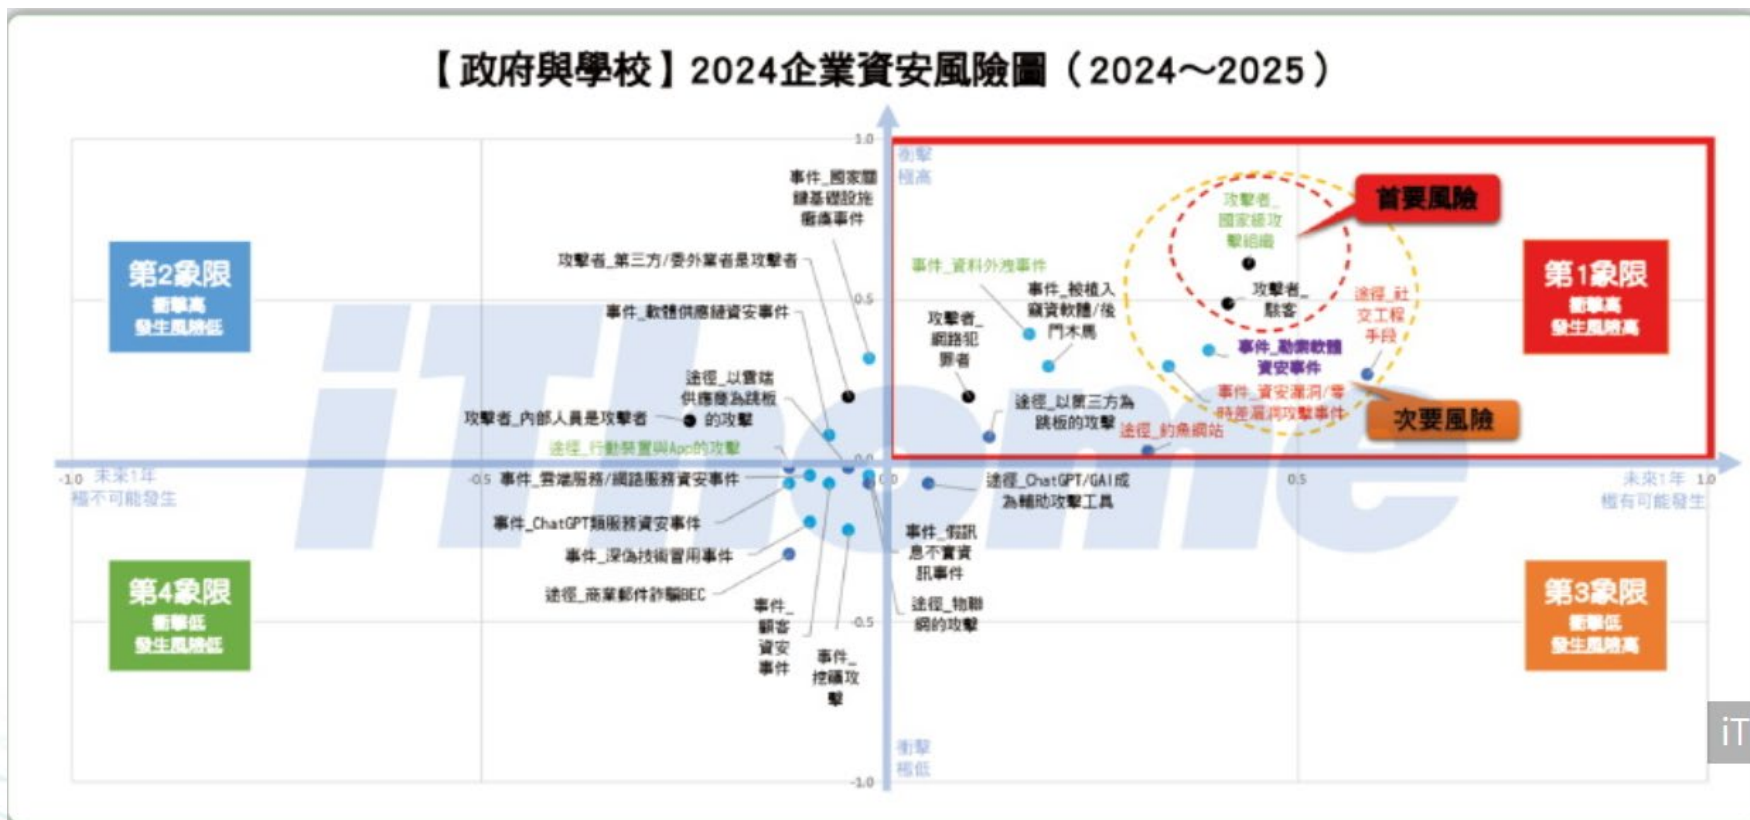 【政府與學校】2024企業資安風險圖（2024～2025）
1.0
衝擊
極高
事件_國家關
鍵基礎設施
癱瘓事件
攻擊者_
國家級攻
擊組織
首要風險
第2象限
衝擊高
發生風險低
攻擊者_第三方/委外業者是攻擊者
事件_資料外洩事件
事件_被植入
竊資軟體/後
門木馬
攻擊者_
駭客
途徑_社
交工程
手段
第1象限
衝擊高
發生風險高
0.5
事件_軟體供應鏈資安事件
攻擊者_
網路犯
罪者
事件_勒索軟體
資安事件
途徑_以雲端
供應商為跳板
的攻擊
攻擊者_內部人員是攻擊者
途徑_以第三方為
跳板的攻擊
事件_資安漏洞/零
時差漏洞攻擊事件
次要風險
途徑_釣魚網站
途徑_行動裝置與App的攻擊
0.0
-1.0
未來1年
極不可能發生
-0.5
事件_雲端服務/網路服務資安事件
0.0
途徑_ChatGPT/GAI成
為輔助攻擊工具
0.5
未來1年
極有可能發生
1.0
事件_ChatGPT類服務資安事件
事件_深偽技術冒用事件
事件_假訊
息不實資
訊事件
途徑_商業郵件詐騙BEC
途徑_物聯
網的攻擊
第4象限
衝擊低
發生風險低
第3象限
衝擊低
發生風險高
-0.5
事件_
顧客
資安
事件
事件_
挖礦攻
擊
衝擊
極低
-1.0
iThome
iT